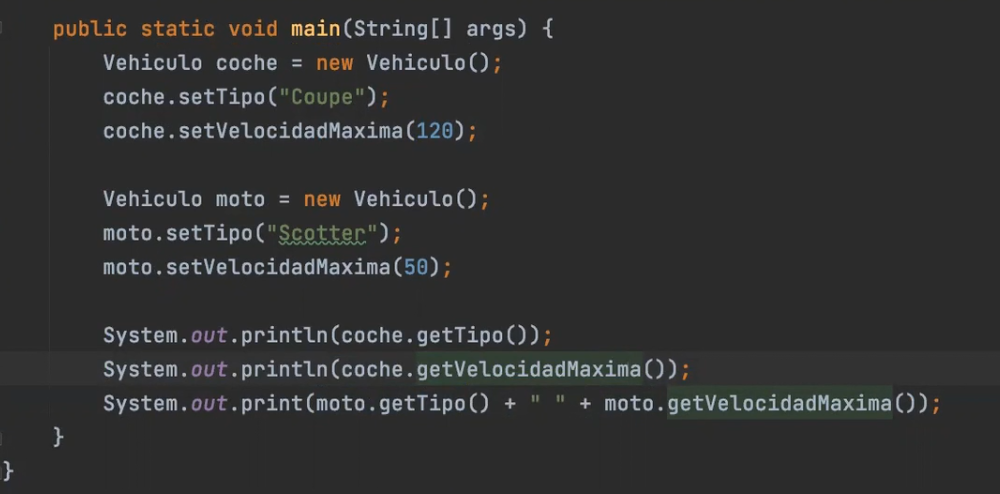 public static void main(String[] args) {
Vehiculo coche = new Vehiculo();
coche.setTipo("Coupe");
coche.setVelocidadMaxima(120);
Vehiculo moto = new Vehiculo();
moto.setTipo("Scotter");
moto.setVelocidadMaxima(50);
System.out.println(coche.getTipo());
System.out.println(coche.getVelocidadMaxima());
System.out.print(moto.getTipo() + " " + moto.getVelocidadMaxima());
}
}